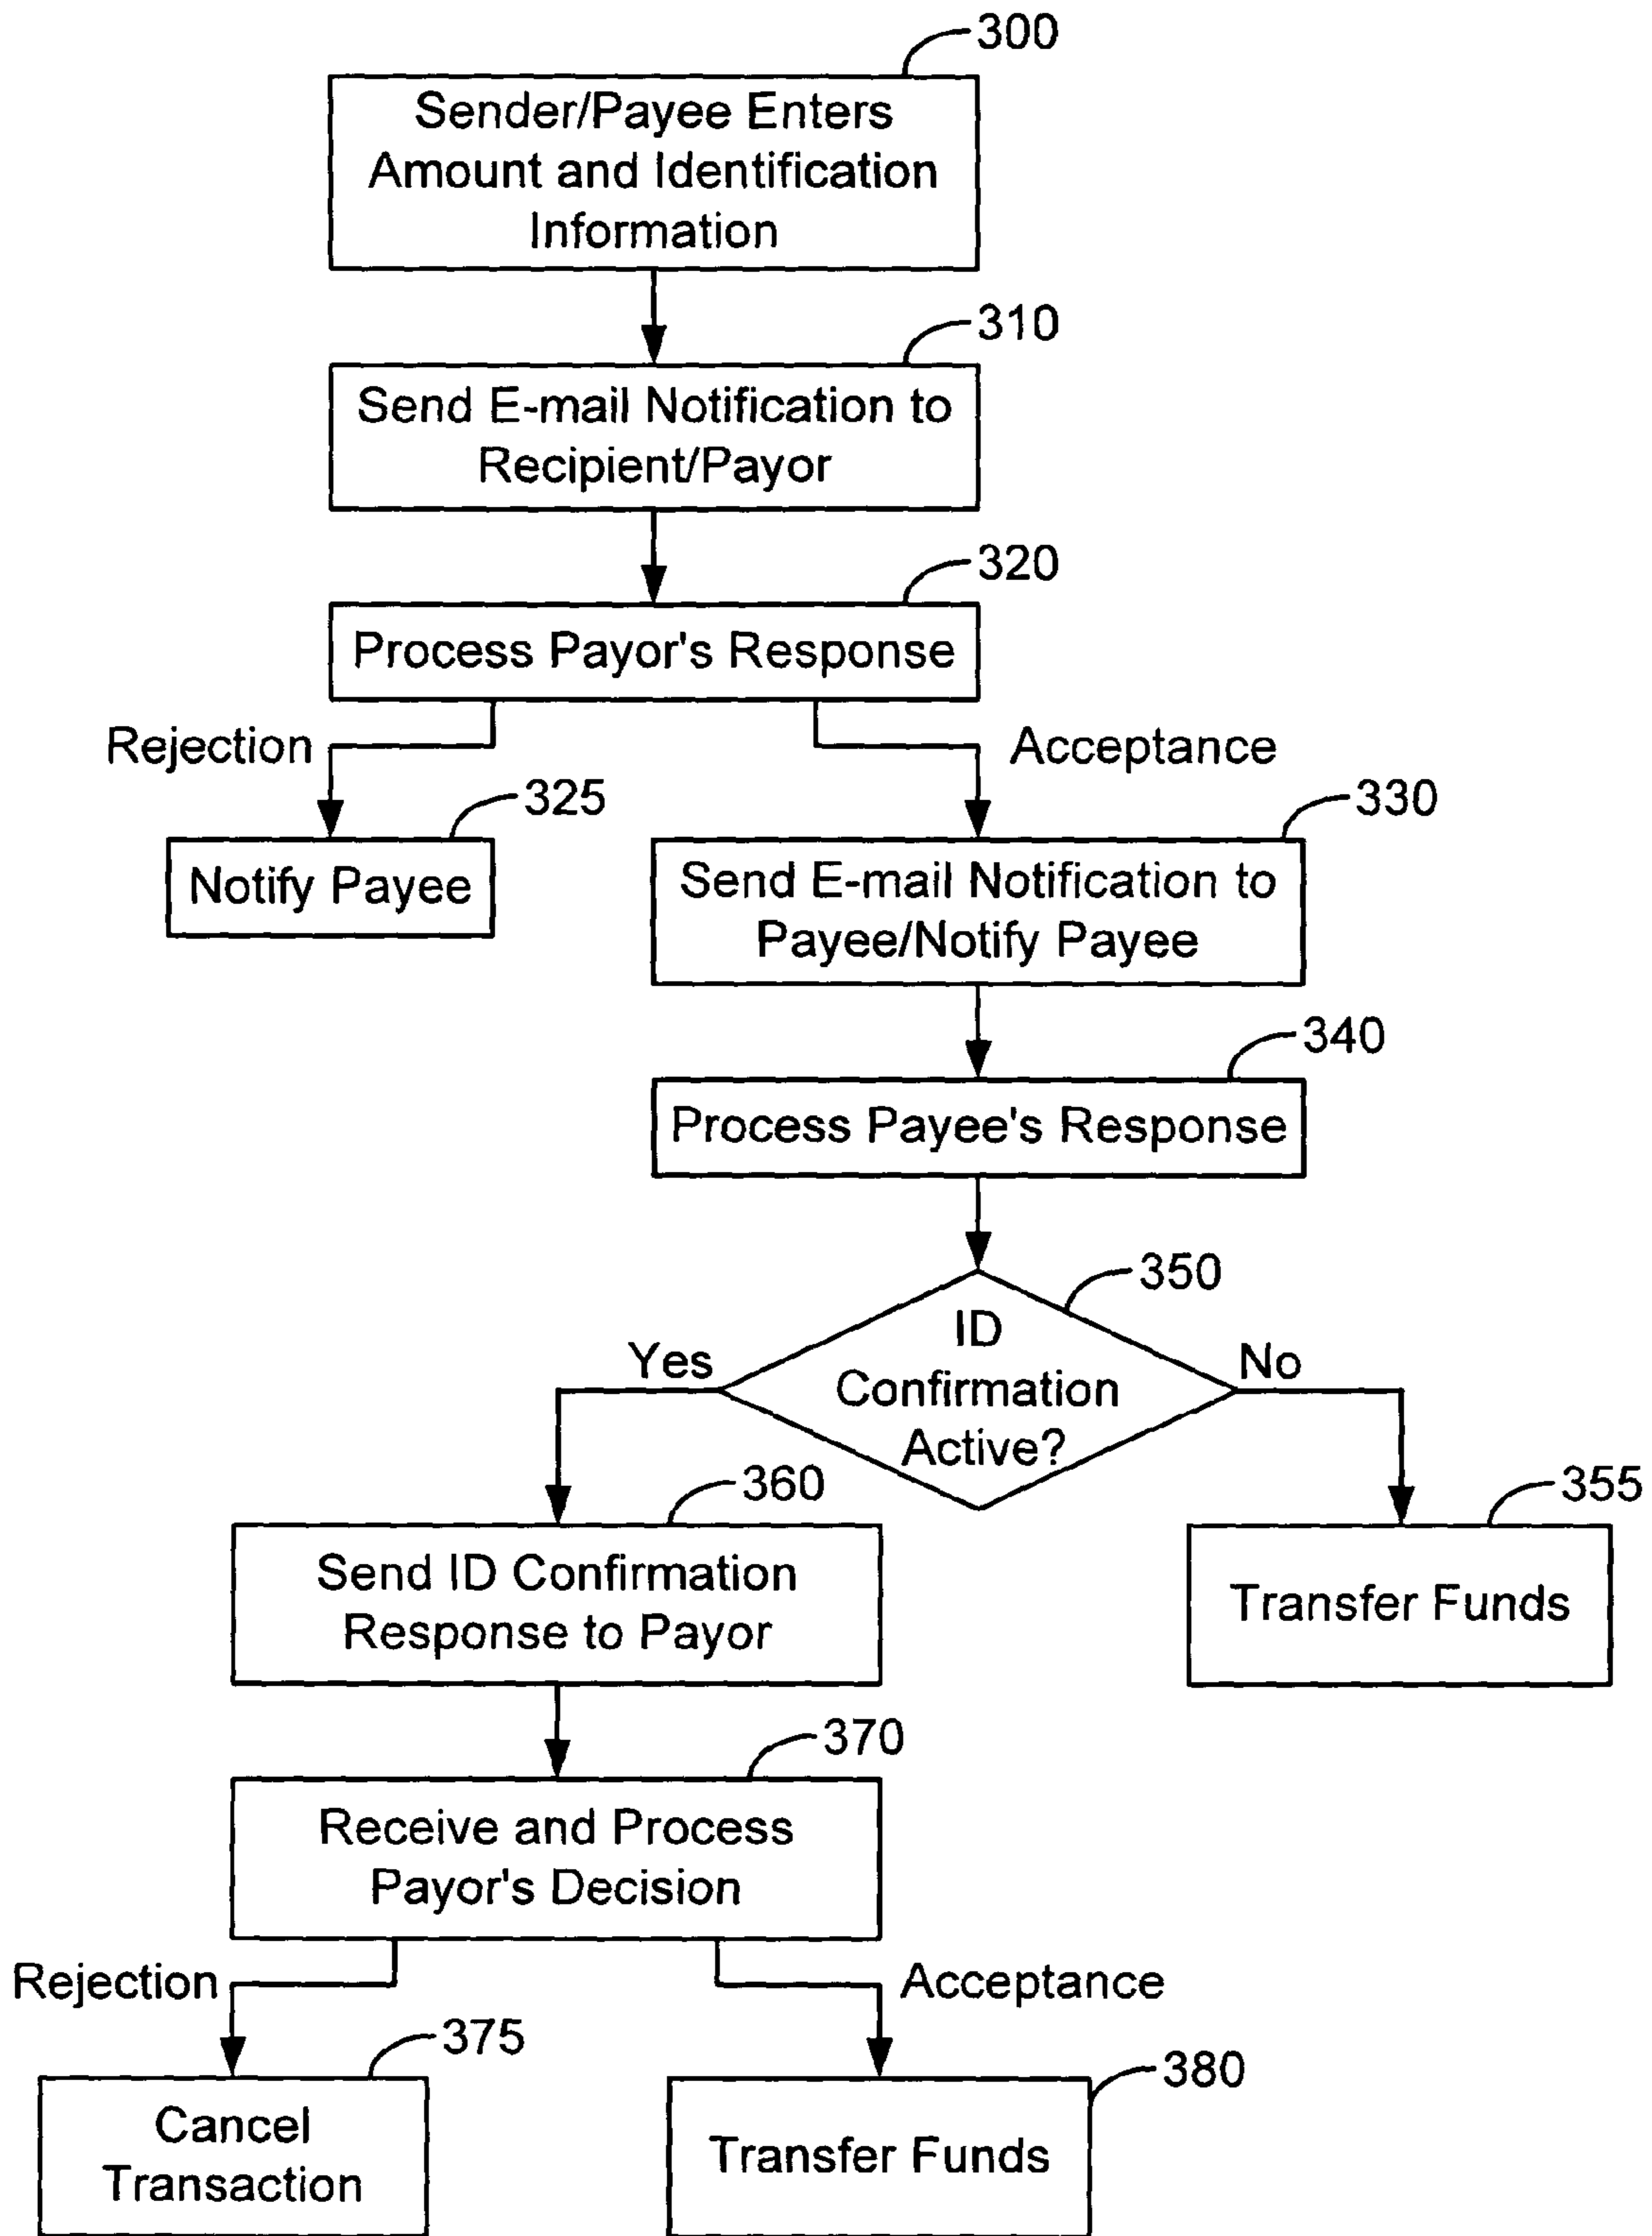 300
Sender/Payee Enters
Amount and Identification
Information
310
Send E-mail Notification to
Recipient/Payor
320
Process Payor's Response
Rejection
Acceptance
325
Notify Payee
330
Send E-mail Notification to
Payee/Notify Payee
340
Process Payee's Response
350
ID
Confirmation
Active?
Yes
No
360
Send ID Confirmation
Response to Payor
355
Transfer Funds
370
Receive and Process
Payor's Decision
Rejection
Acceptance
375
Cancel
Transaction
380
Transfer Funds